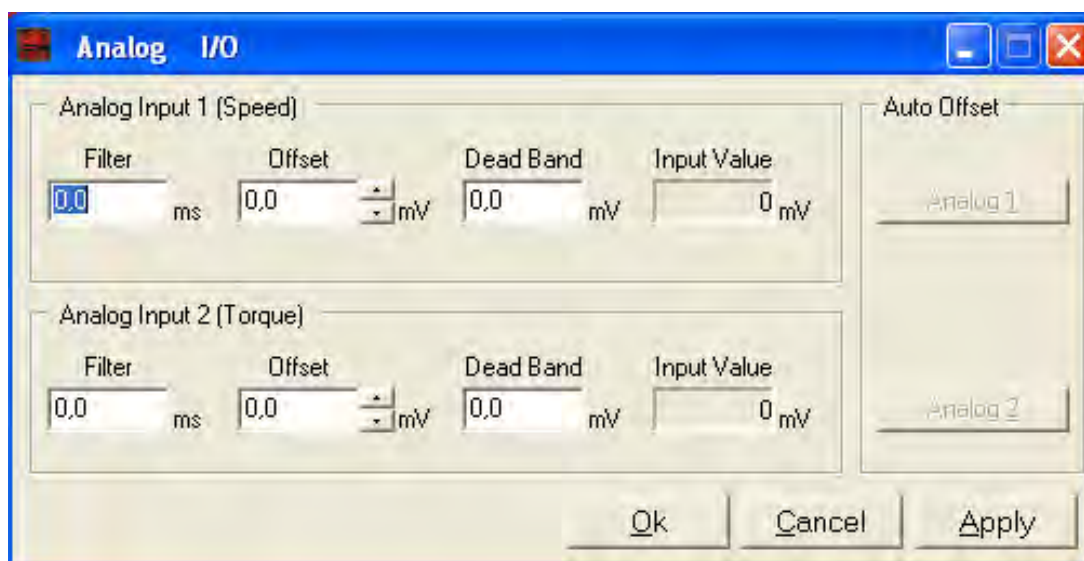 Analog I/O
Analog Input 1 (Speed)
Filter Offset Dead Band Input Value
0,0 ms 0,0 mV 0,0 mV 0 mV
Analog Input 2 (Torque)
Filter Offset Dead Band Input Value
0,0 ms 0,0 mV 0,0 mV 0 mV
Auto Offset
Analog 1
Analog 2
Ok Cancel Apply